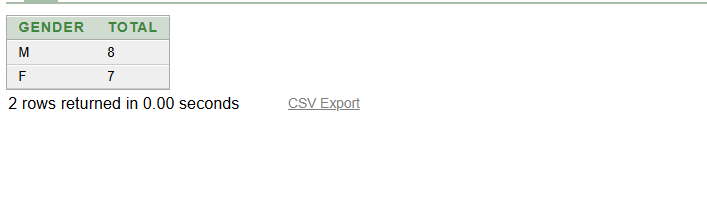 GENDER TOTAL
M 8
F 7
2 rows returned in 0.00 seconds CSV Export